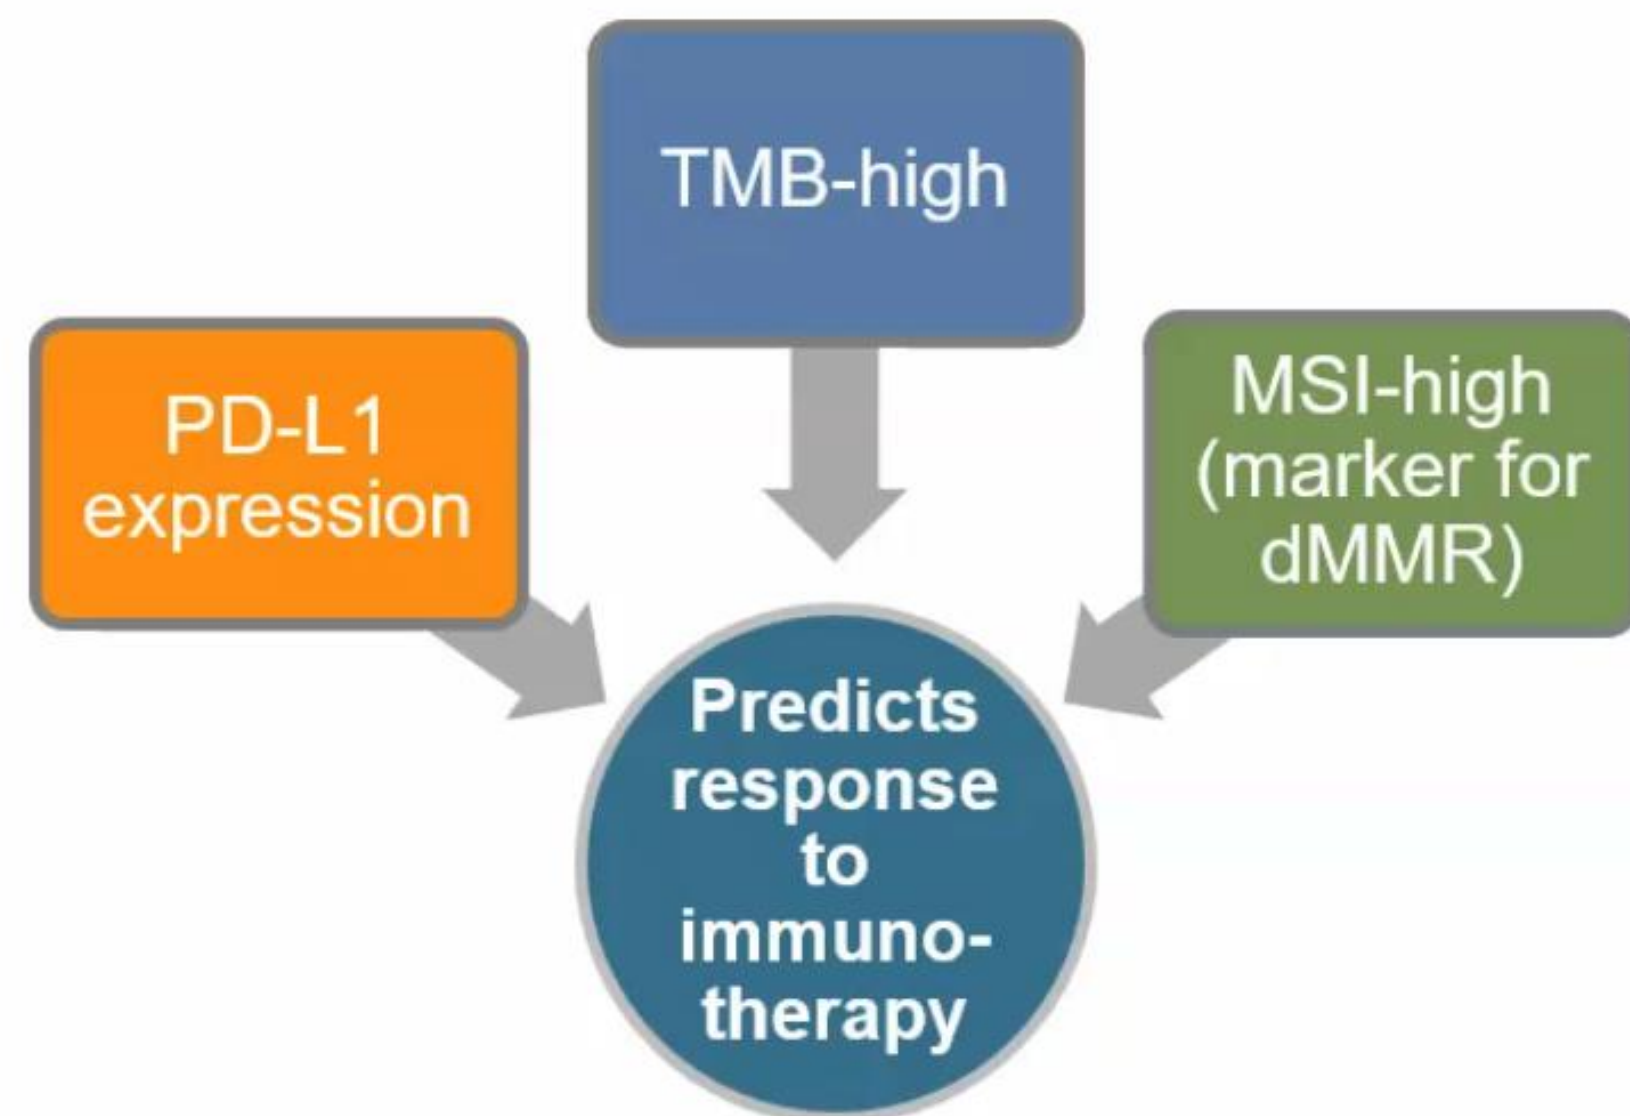 TMB-high
PD-L1
expression
MSI-high
(marker for
dMMR)
Predicts
response
to
immuno-
therapy